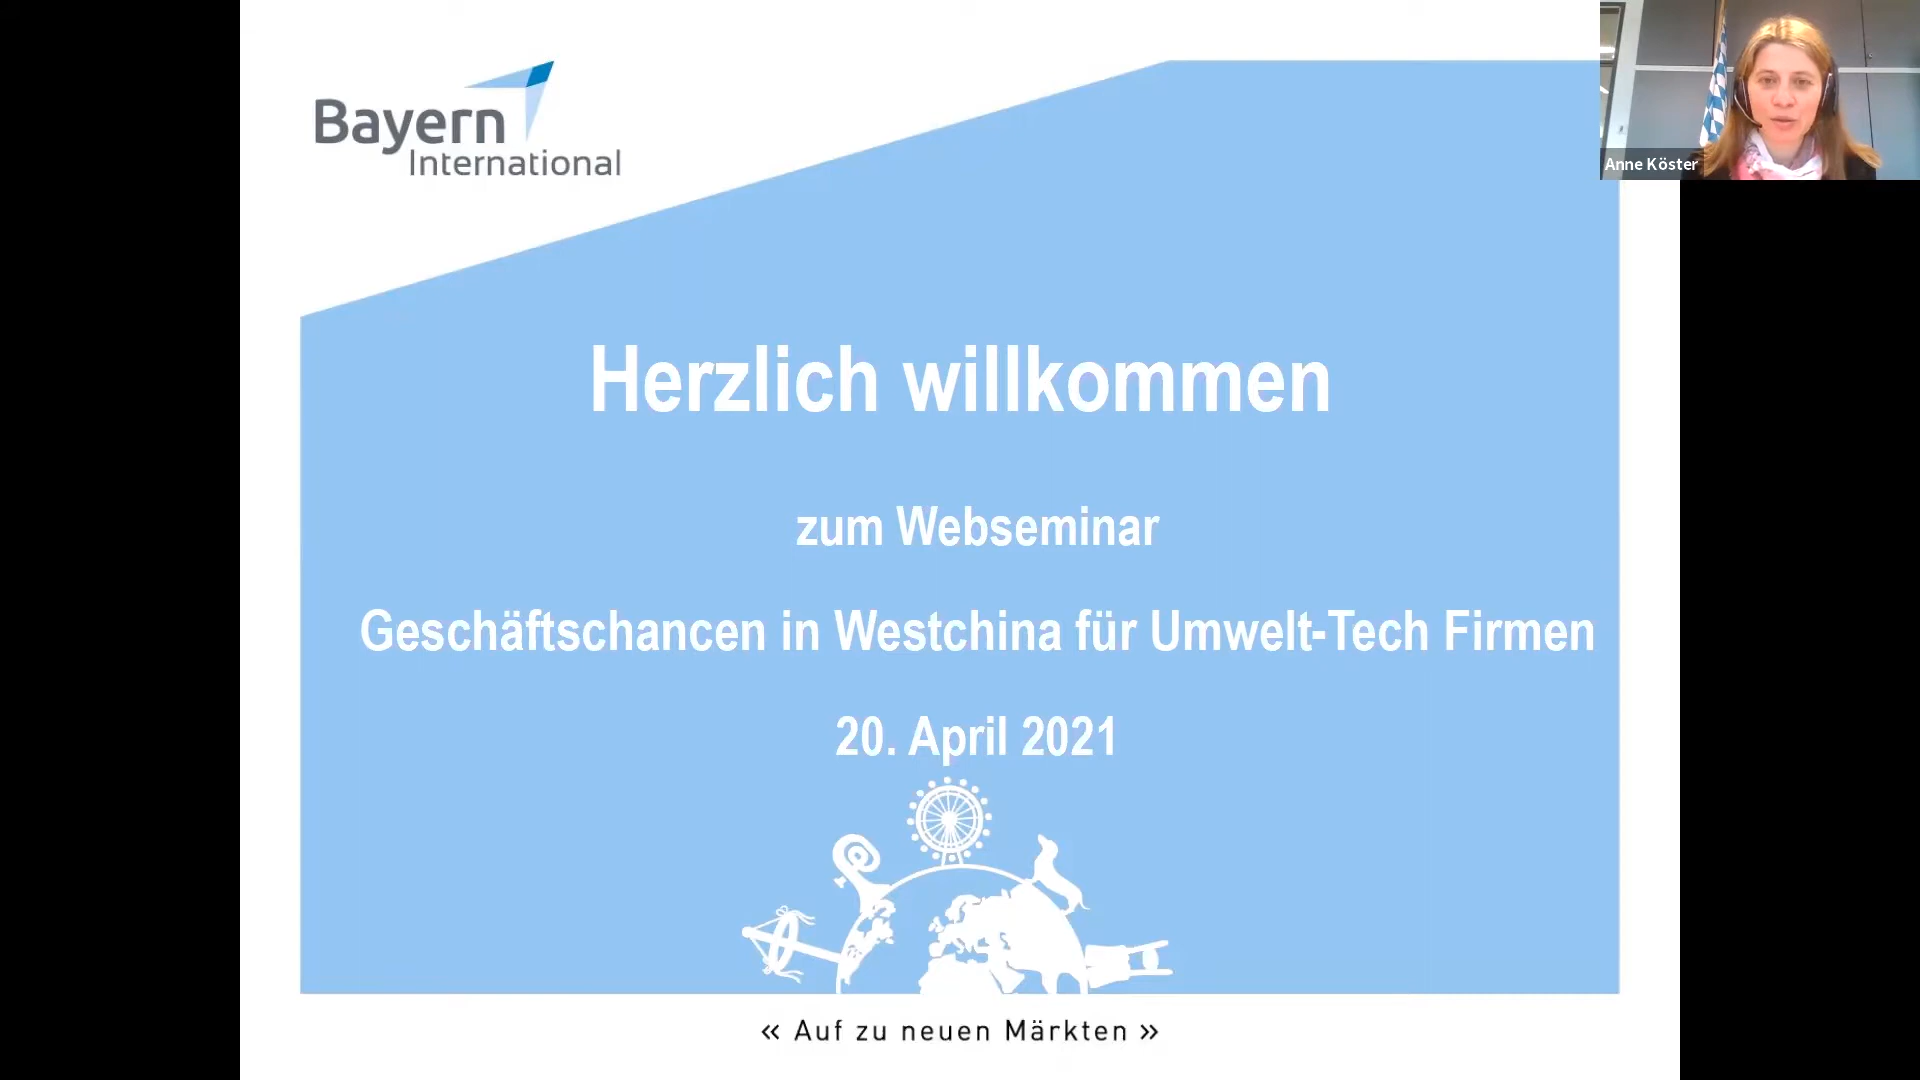 Bayern
International
Anne Köster
Herzlich willkommen
zum Webseminar
Geschäftschancen in Westchina für Umwelt-Tech Firmen
20. April 2021
« Auf zu neuen Märkten »